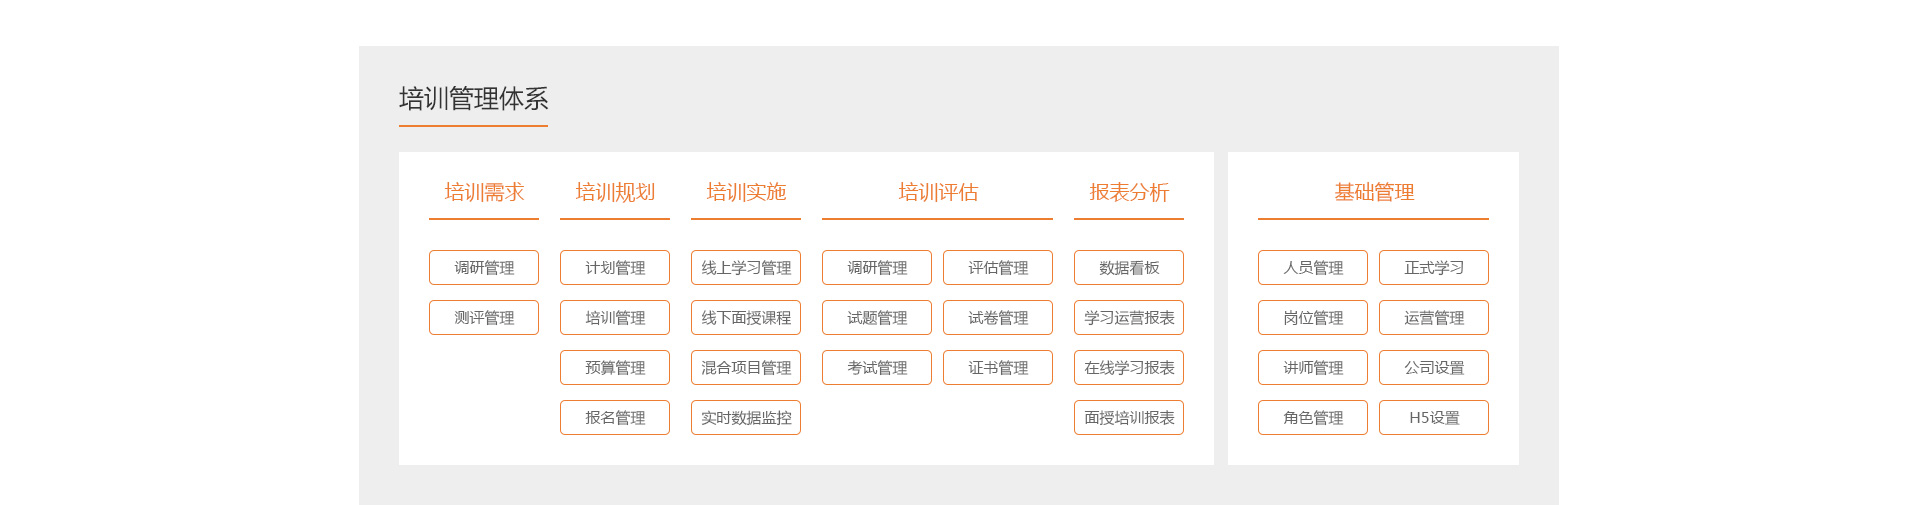 培训管理体系
培训需求 培训规划 培训实施 培训评估 报表分析 基础管理
调研管理 计划管理 线上学习管理 调研管理 评估管理 数据看板 人员管理 正式学习
测评管理 培训管理 线下面授课程 试题管理 试卷管理 学习运营报表 岗位管理 运营管理
预算管理 混合项目管理 考试管理 证书管理 在线学习报表 讲师管理 公司设置
报名管理 实时数据监控 面授培训报表 角色管理 H5设置